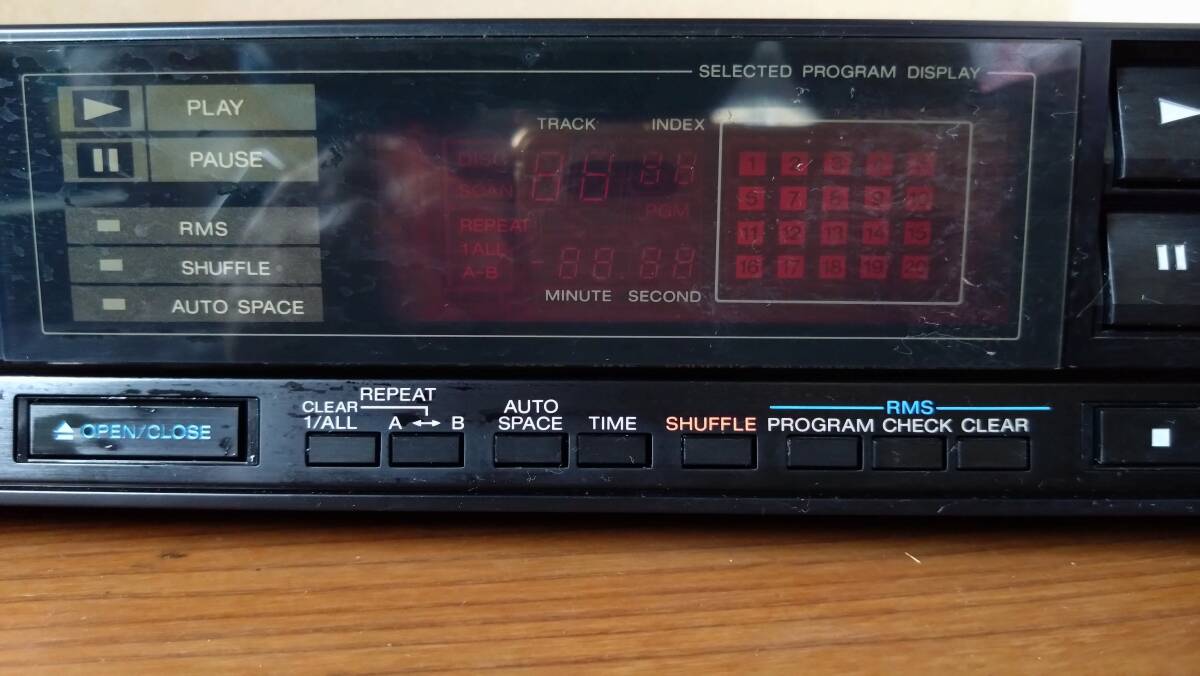 SELECTED PROGRAM DISPLAY
PLAY
PAUSE
RMS
SHUFFLE
AUTO SPACE
TRACK INDEX
DISC
SCAN
PGM
REPEAT
1 ALL
A-B
MINUTE SECOND
1 2 3 4 5
6 7 8 9 10
11 12 13 14 15
16 17 18 19 20
OPEN/CLOSE
REPEAT
CLEAR
1/ALL A ↔ B
AUTO
SPACE
TIME
SHUFFLE
RMS
PROGRAM CHECK CLEAR